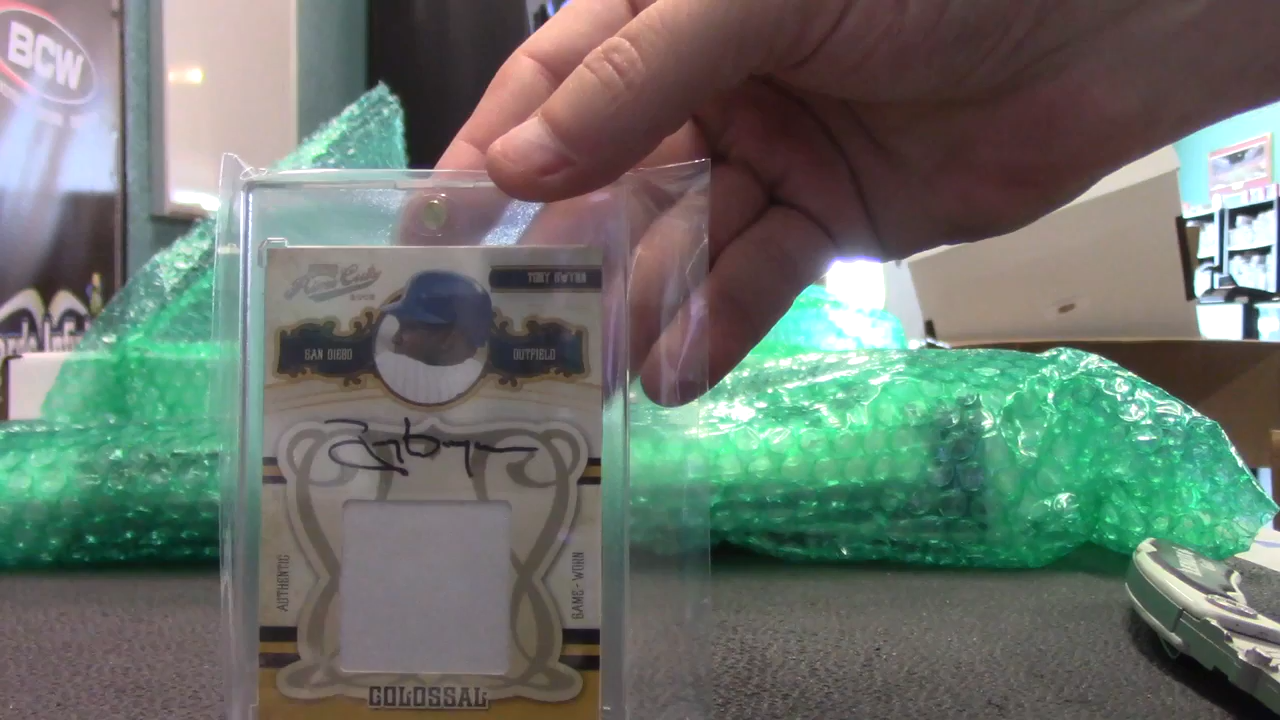 BCW
Prime Cuts
TONY GWYNN
SAN DIEGO
OUTFIELD
AUTHENTIC
GAME-WORN
COLOSSAL